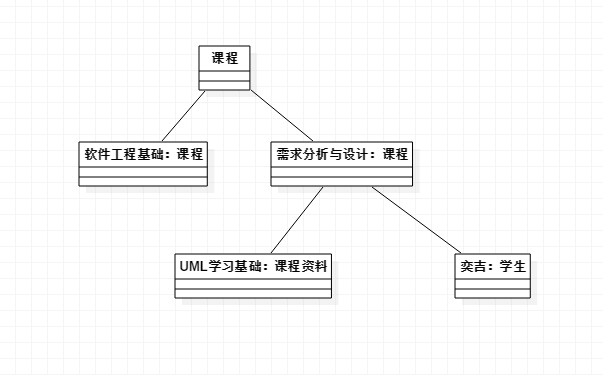 课程
软件工程基础：课程
需求分析与设计：课程
UML学习基础：课程资料
奕吉：学生